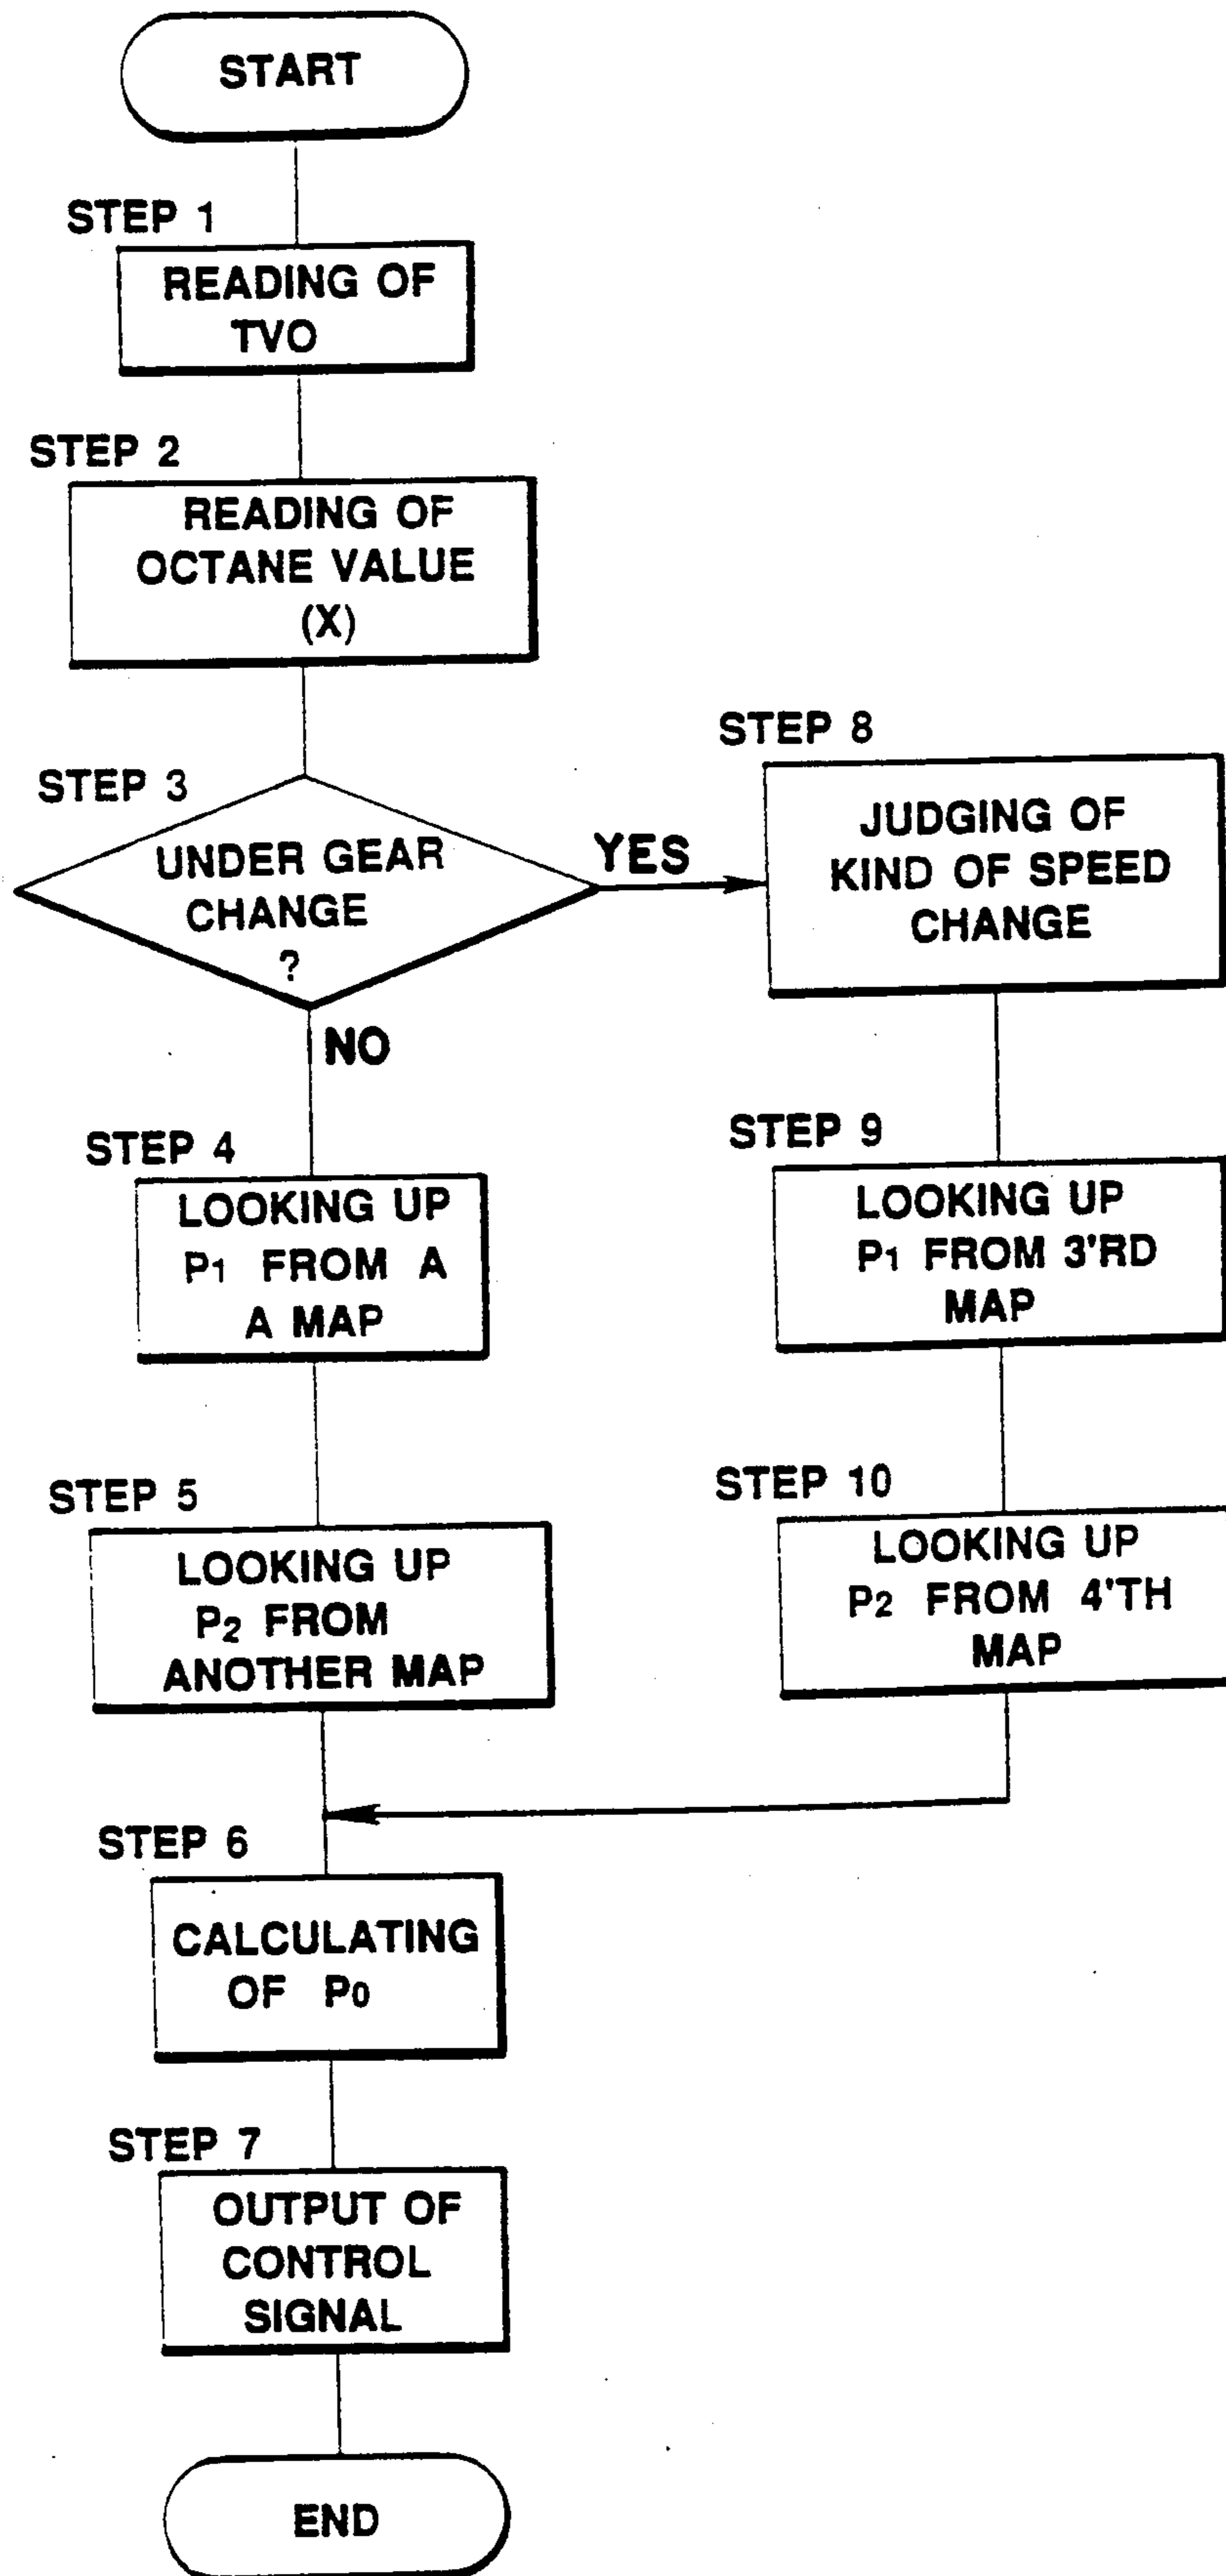 START
STEP 1
READING OF
TVO
STEP 2
READING OF
OCTANE VALUE
(X)
STEP 3
UNDER GEAR
CHANGE
?
YES
NO
STEP 4
LOOKING UP
P1 FROM A
A MAP
STEP 5
LOOKING UP
P2 FROM
ANOTHER MAP
STEP 6
CALCULATING
OF P0
STEP 7
OUTPUT OF
CONTROL
SIGNAL
END
STEP 8
JUDGING OF
KIND OF SPEED
CHANGE
STEP 9
LOOKING UP
P1 FROM 3'RD
MAP
STEP 10
LOOKING UP
P2 FROM 4'TH
MAP